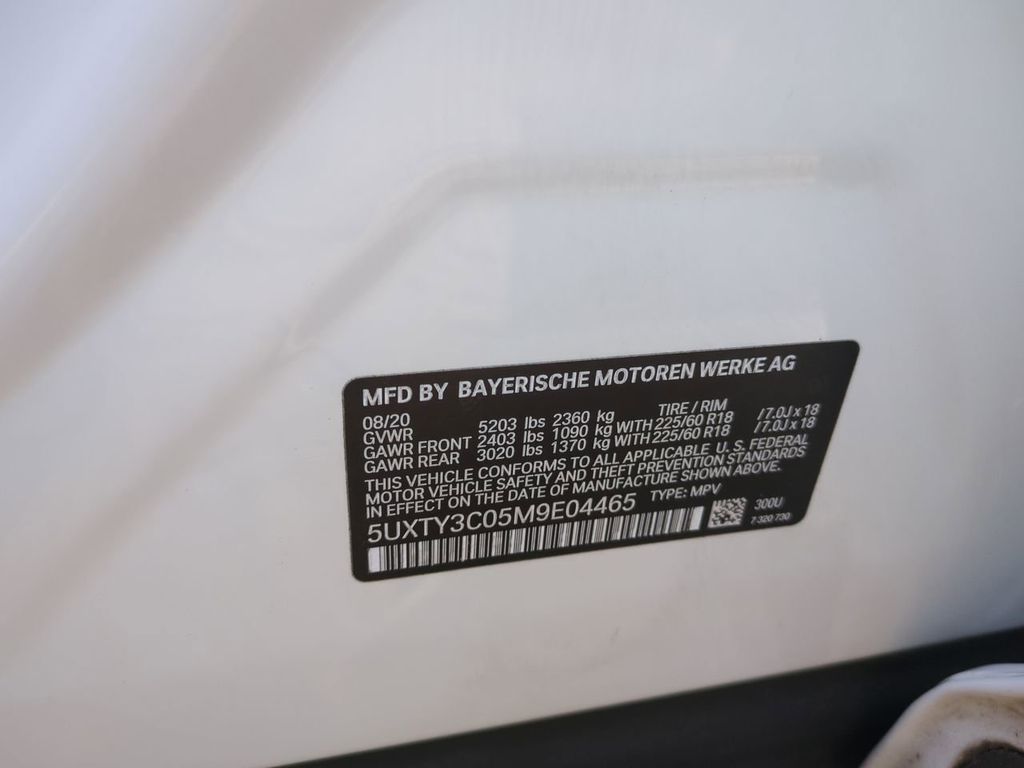 MFD BY BAYERISCHE MOTOREN WERKE AG
08/20 TIRE / RIM
GVWR 5203 lbs 2360 kg
GAWR FRONT 2403 lbs 1090 kg WITH 225/60 R18 /7.0J x 18
GAWR REAR 3020 lbs 1370 kg WITH 225/60 R18 /7.0J x 18
THIS VEHICLE CONFORMS TO ALL APPLICABLE U. S. FEDERAL
MOTOR VEHICLE SAFETY AND THEFT PREVENTION STANDARDS
IN EFFECT ON THE DATE OF MANUFACTURE SHOWN ABOVE.
5UXTY3C05M9E04465 TYPE: MPV
300U
7 320 730